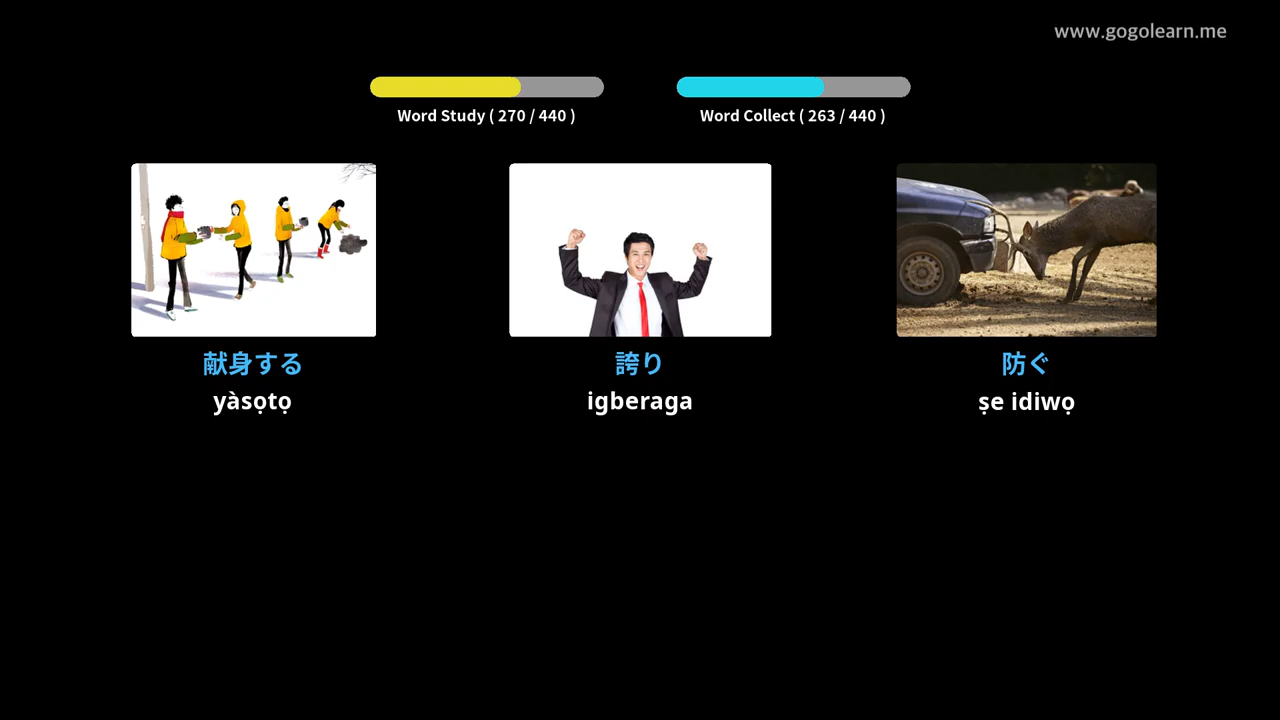 www.gogolearn.me
Word Study ( 270 / 440 )
Word Collect ( 263 / 440 )
献身する
誇り
防ぐ
yàsọtọ
igberaga
ṣe idiwọ